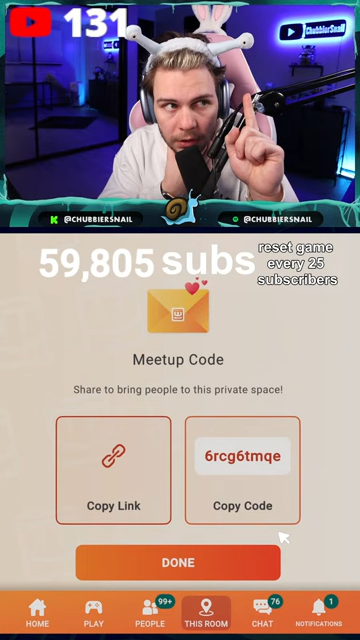 131
ChubbierSnail
@CHUBBIERSNAIL
@CHUBBIERSNAIL
59,805 subs
reset game
every 25
subscribers
Meetup Code
Share to bring people to this private space!
6rcg6tmqe
Copy Link
Copy Code
DONE
99+
76
1
HOME
PLAY
PEOPLE
THIS ROOM
CHAT
NOTIFICATIONS